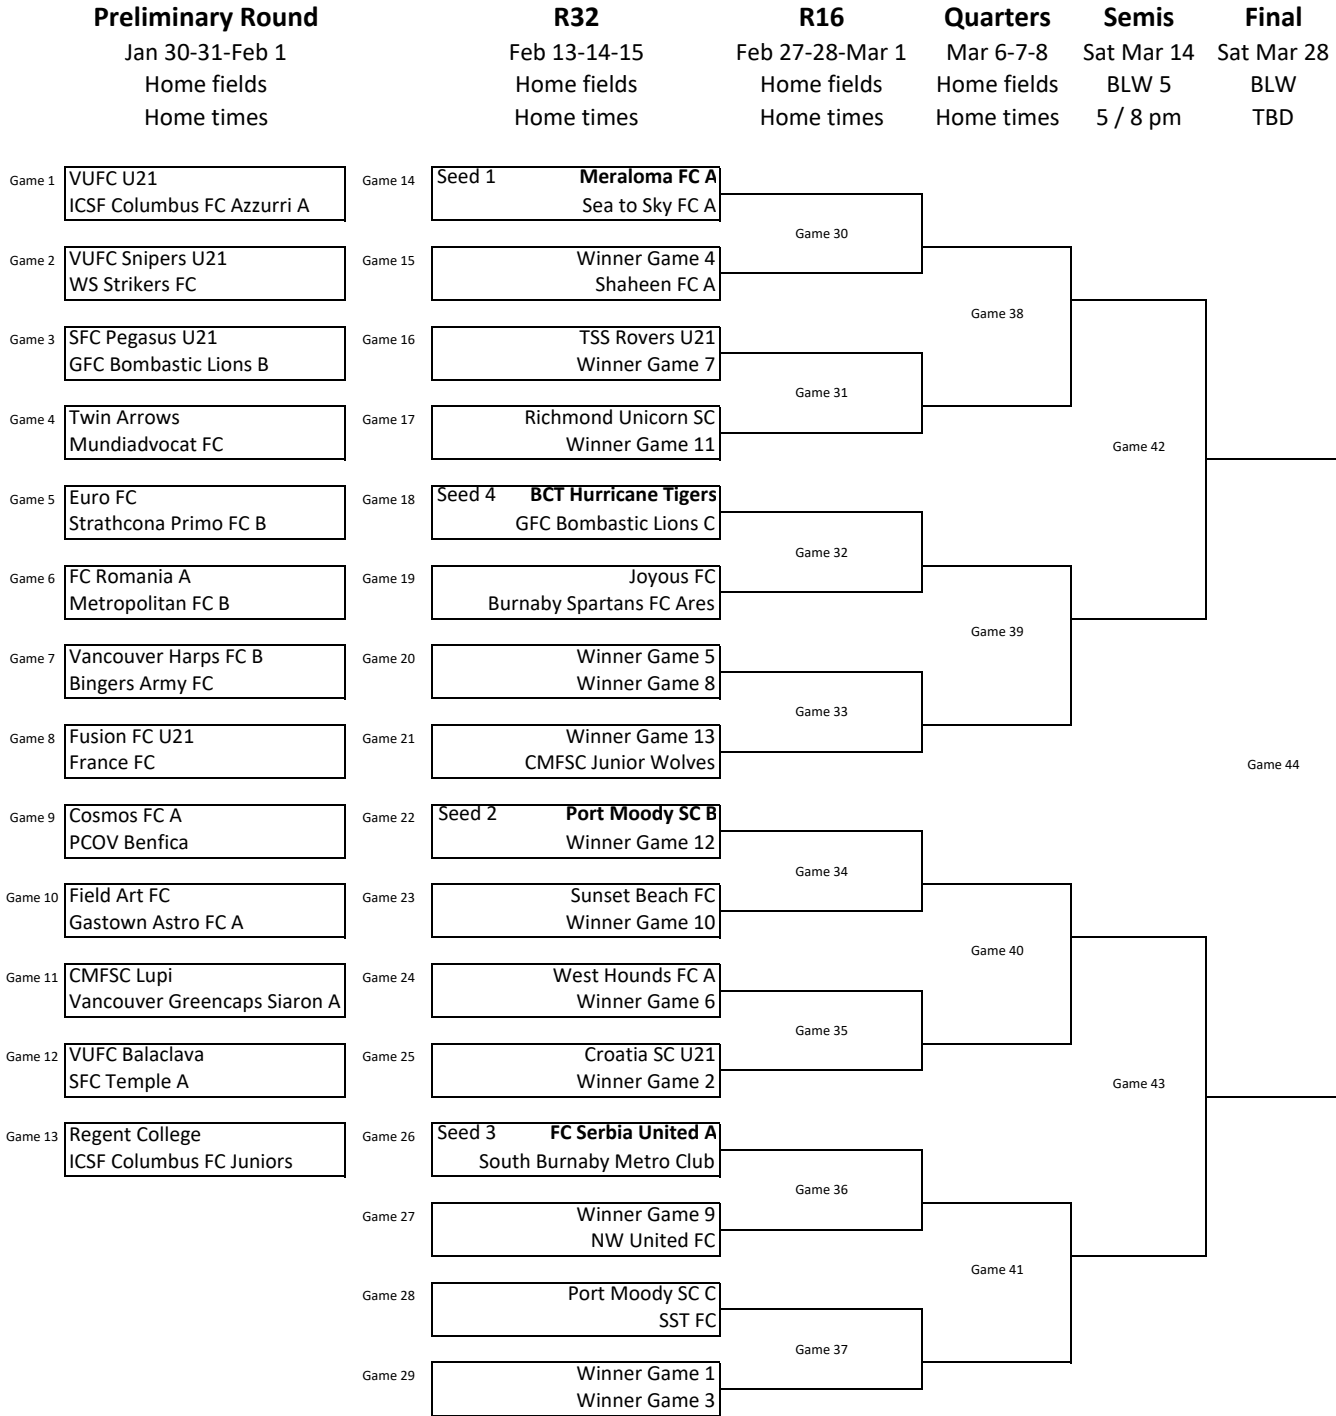 Preliminary Round R32 R16 Quarters Semis Final
Jan 30-31-Feb 1 Feb 13-14-15 Feb 27-28-Mar 1 Mar 6-7-8 Sat Mar 14 Sat Mar 28
Home fields Home fields Home fields Home fields BLW 5 BLW
Home times Home times Home times Home times 5 / 8 pm TBD
Game 1 VUFC U21 Game 14 Seed 1 Meraloma FC A
ICSF Columbus FC Azzurri A Sea to Sky FC A
Game 30
Game 2 VUFC Snipers U21 Game 15 Winner Game 4
WS Strikers FC Shaheen FC A
Game 38
Game 3 SFC Pegasus U21 Game 16 TSS Rovers U21
GFC Bombastic Lions B Winner Game 7
Game 31
Game 4 Twin Arrows Game 17 Richmond Unicorn SC
Mundiadvocat FC Winner Game 11 Game 42
Game 5 Euro FC Game 18 Seed 4 BCT Hurricane Tigers
Strathcona Primo FC B GFC Bombastic Lions C
Game 32
Game 6 FC Romania A Game 19 Joyous FC
Metropolitan FC B Burnaby Spartans FC Ares
Game 39
Game 7 Vancouver Harps FC B Game 20 Winner Game 5
Bingers Army FC Winner Game 8
Game 33
Game 8 Fusion FC U21 Game 21 Winner Game 13
France FC CMFSC Junior Wolves Game 44
Game 9 Cosmos FC A Game 22 Seed 2 Port Moody SC B
PCOV Benfica Winner Game 12
Game 34
Game 10 Field Art FC Game 23 Sunset Beach FC
Gastown Astro FC A Winner Game 10
Game 40
Game 11 CMFSC Lupi Game 24 West Hounds FC A
Vancouver Greencaps Siaron A Winner Game 6
Game 35
Game 12 VUFC Balaclava Game 25 Croatia SC U21
SFC Temple A Winner Game 2 Game 43
Game 13 Regent College Game 26 Seed 3 FC Serbia United A
ICSF Columbus FC Juniors South Burnaby Metro Club
Game 36
Game 27 Winner Game 9
NW United FC
Game 41
Game 28 Port Moody SC C
SST FC
Game 37
Game 29 Winner Game 1
Winner Game 3